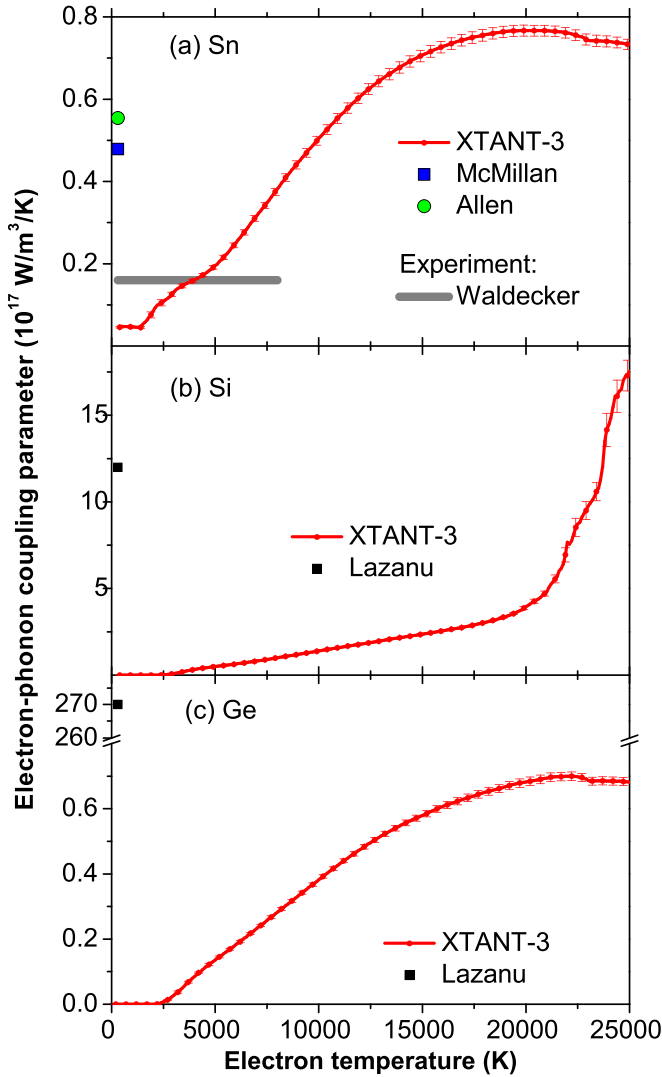 Electron-phonon coupling parameter (10¹⁷ W/m³/K)
0.8
(a) Sn
0.6
XTANT-3
McMillan
0.4
Allen
Experiment:
0.2
Waldecker
(b) Si
15
10
XTANT-3
Lazanu
5
270
(c) Ge
260
0.6
0.4
0.2
XTANT-3
Lazanu
0.0
0 5000 10000 15000 20000 25000
Electron temperature (K)